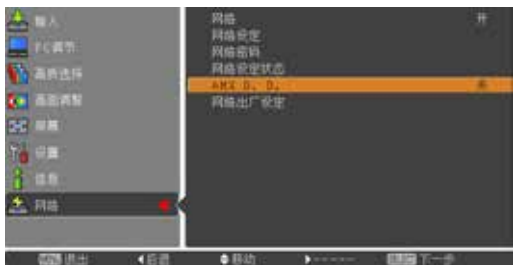 输入
PC调节
画质选择
画面调整
屏幕
设置
信息
网络
网络 开
网络设定
网络密码
网络设定状态
AMX D. D. 关
网络出厂设定
退出 后退 移动 ----- 下一步